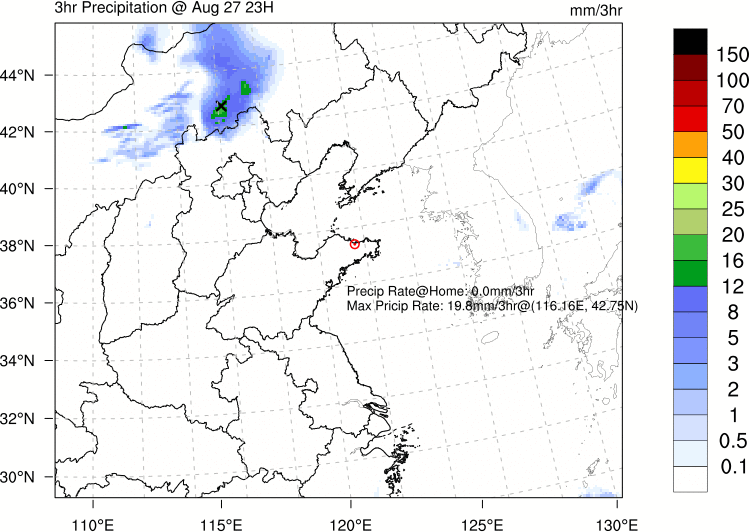 3hr Precipitation @ Aug 27 23H
mm/3hr
44°N
42°N
40°N
38°N
36°N
34°N
32°N
30°N
Precip Rate@Home: 0.0mm/3hr
Max Pricip Rate: 19.8mm/3hr@(116.16E, 42.75N)
110°E 115°E 120°E 125°E 130°E
150
100
70
50
40
30
25
20
16
12
8
5
3
2
1
0.5
0.1